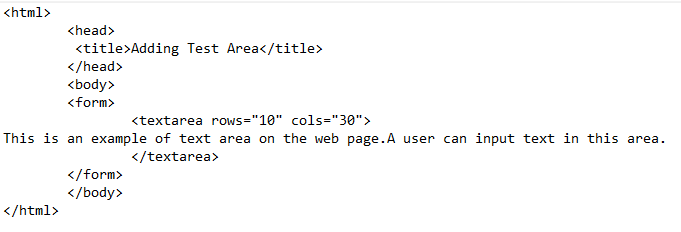 <html>
<head>
<title>Adding Test Area</title>
</head>
<body>
<form>
<textarea rows="10" cols="30">
This is an example of text area on the web page.A user can input text in this area.
</textarea>
</form>
</body>
</html>